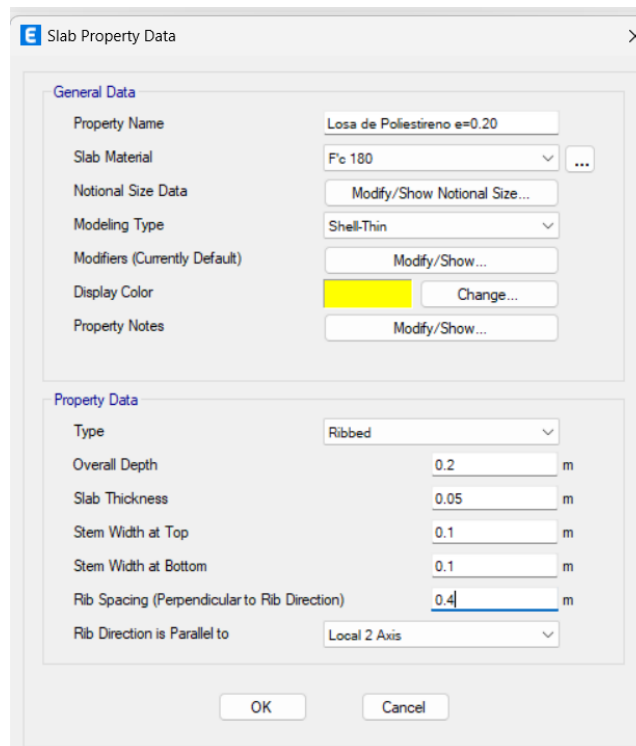 E Slab Property Data
General Data
Property Name Losa de Poliestireno e=0.20
Slab Material F'c 180 ...
Notional Size Data Modify/Show Notional Size...
Modeling Type Shell-Thin
Modifiers (Currently Default) Modify/Show...
Display Color Change...
Property Notes Modify/Show...
Property Data
Type Ribbed
Overall Depth 0.2 m
Slab Thickness 0.05 m
Stem Width at Top 0.1 m
Stem Width at Bottom 0.1 m
Rib Spacing (Perpendicular to Rib Direction) 0.4 m
Rib Direction is Parallel to Local 2 Axis
OK Cancel